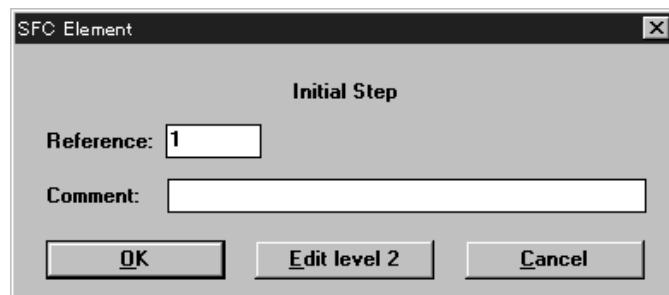 SFC Element
Initial Step
Reference: 1
Comment:
OK Edit level 2 Cancel